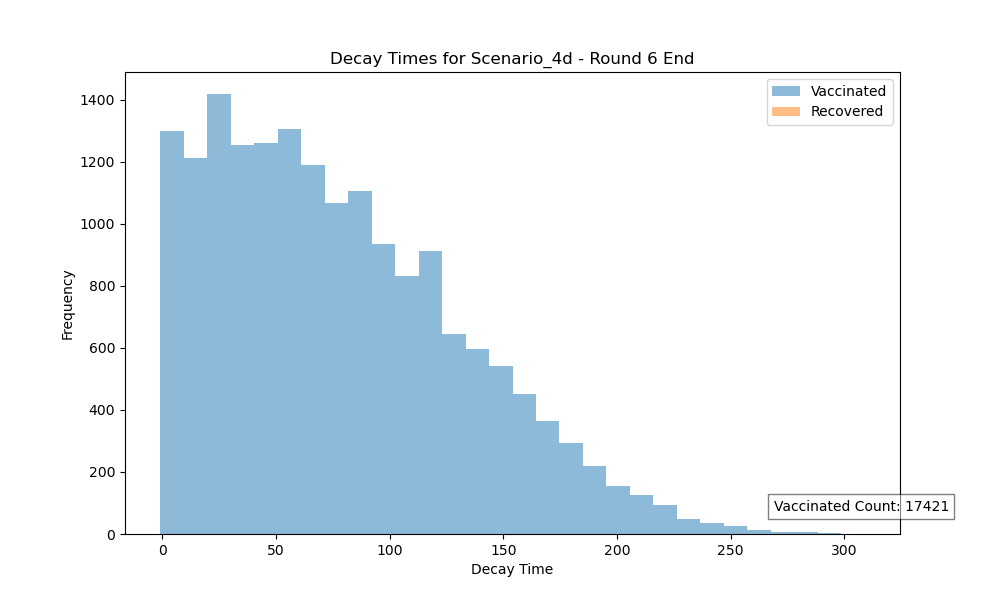 Decay Times for Scenario_4d - Round 6 End
Vaccinated
Recovered
1400
1200
1000
800
600
400
200
0
Frequency
Vaccinated Count: 17421
0 50 100 150 200 250 300
Decay Time